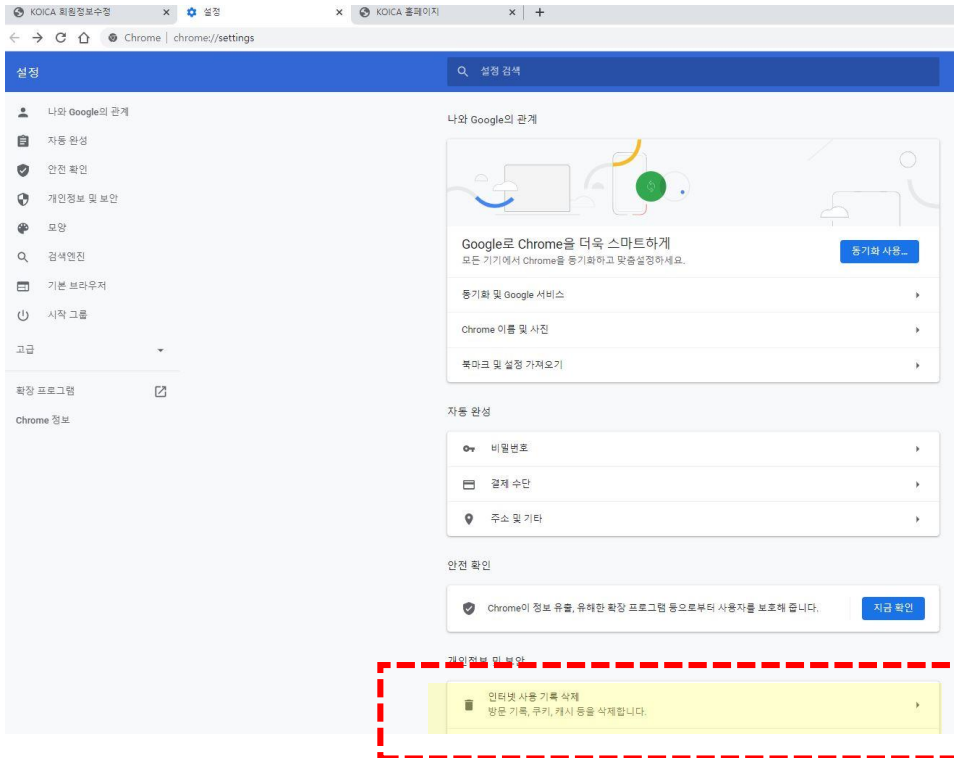 KOICA 회원정보수정
설정
KOICA 홈페이지
Chrome | chrome://settings
설정
설정 검색
나와 Google의 관계
자동 완성
안전 확인
개인정보 및 보안
모양
검색엔진
기본 브라우저
시작 그룹
고급
확장 프로그램
Chrome 정보
나와 Google의 관계
Google로 Chrome을 더욱 스마트하게
모든 기기에서 Chrome을 동기화하고 맞춤설정하세요.
동기화 사용...
동기화 및 Google 서비스
Chrome 이름 및 사진
북마크 및 설정 가져오기
자동 완성
비밀번호
결제 수단
주소 및 기타
안전 확인
Chrome이 정보 유출, 유해한 확장 프로그램 등으로부터 사용자를 보호해 줍니다.
지금 확인
개인정보 및 보안
인터넷 사용 기록 삭제
방문 기록, 쿠키, 캐시 등을 삭제합니다.